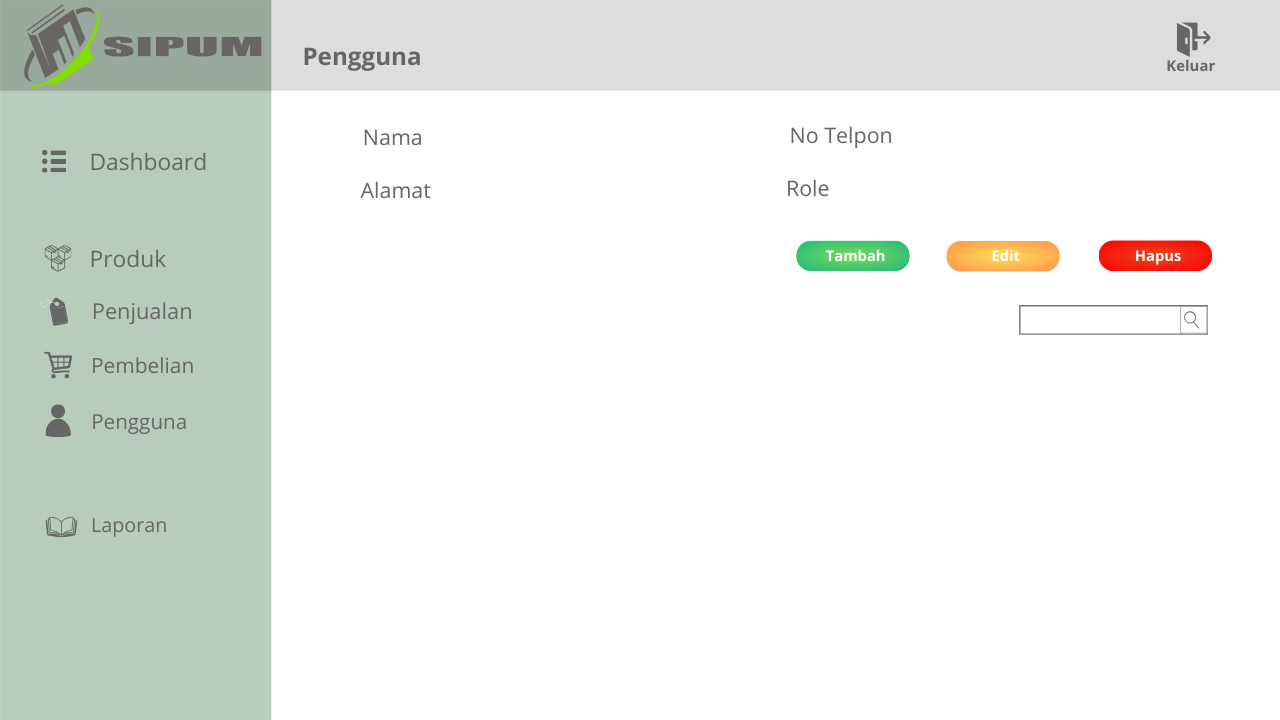 SIPUM
Pengguna
Keluar
Dashboard
Produk
Penjualan
Pembelian
Pengguna
Laporan
Nama
No Telpon
Alamat
Role
Tambah
Edit
Hapus